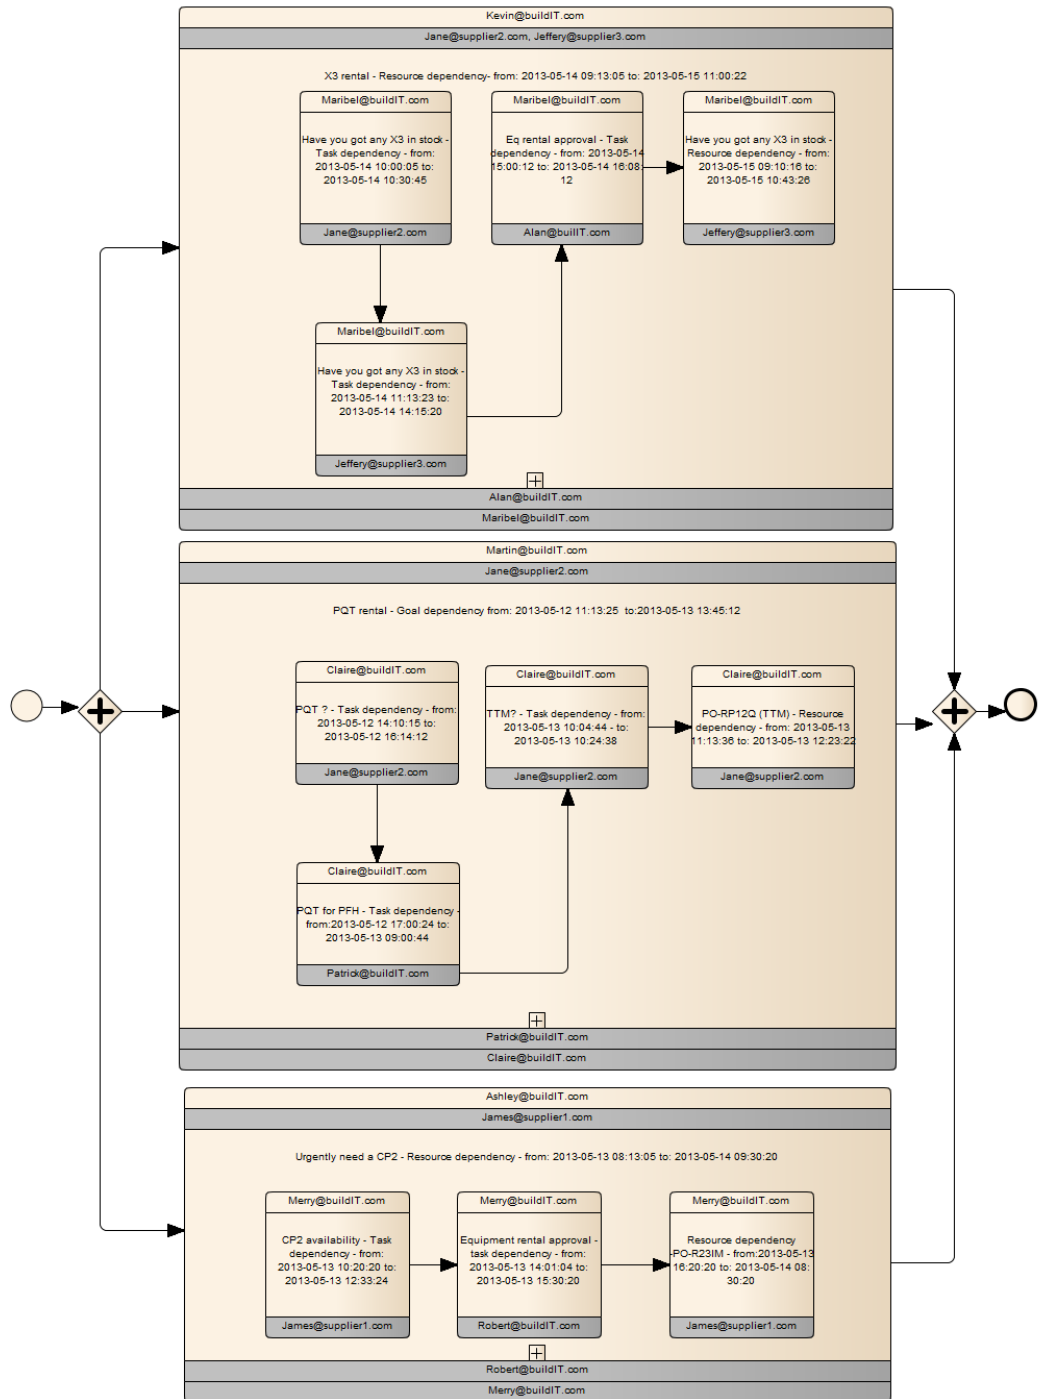 Kevin@buildIT.com
Jane@supplier2.com, Jeffery@supplier3.com
X3 rental - Resource dependency- from: 2013-05-14 09:13:05 to: 2013-05-15 11:00:22
Maribel@buildIT.com
Have you got any X3 in stock -
Task dependency - from:
2013-05-14 10:00:05 to:
2013-05-14 10:30:45
Jane@supplier2.com
Maribel@buildIT.com
Eq rental approval - Task
dependency - from: 2013-05-14
15:00:12 to: 2013-05-14 16:08:
12
Alan@builIT.com
Maribel@buildIT.com
Have you got any X3 in stock -
Resource dependency - from:
2013-05-15 09:10:16 to:
2013-05-15 10:43:26
Jeffery@supplier3.com
Maribel@buildIT.com
Have you got any X3 in stock -
Task dependency - from:
2013-05-14 11:13:23 to:
2013-05-14 14:15:20
Jeffery@supplier3.com
Alan@buildIT.com
Maribel@buildIT.com
Martin@buildIT.com
Jane@supplier2.com
PQT rental - Goal dependency from: 2013-05-12 11:13:25 to:2013-05-13 13:45:12
Claire@buildIT.com
PQT ? - Task dependency - from:
2013-05-12 14:10:15 to:
2013-05-12 16:14:12
Jane@supplier2.com
Claire@buildIT.com
TTM? - Task dependency - from:
2013-05-13 10:04:44 - to:
2013-05-13 10:24:38
Jane@supplier2.com
Claire@buildIT.com
PO-RP12Q (TTM) - Resource
dependency - from: 2013-05-13
11:13:36 to: 2013-05-13 12:23:22
Jane@supplier2.com
Claire@buildIT.com
PQT for PFH - Task dependency -
from:2013-05-12 17:00:24 to:
2013-05-13 09:00:44
Patrick@buildIT.com
Patrick@buildIT.com
Claire@buildIT.com
Ashley@buildIT.com
James@supplier1.com
Urgently need a CP2 - Resource dependency - from: 2013-05-13 08:13:05 to: 2013-05-14 09:30:20
Merry@buildIT.com
CP2 availability - Task
dependency - from:
2013-05-13 10:20:20 to:
2013-05-13 12:33:24
James@supplier1.com
Merry@buildIT.com
Equipment rental approval -
task dependency - from:
2013-05-13 14:01:04 to:
2013-05-13 15:30:20
Robert@buildIT.com
Merry@buildIT.com
Resource dependency
-PO-R23IM - from:2013-05-13
16:20:20 to: 2013-05-14 08:
30:20
James@supplier1.com
Robert@buildIT.com
Merry@buildIT.com